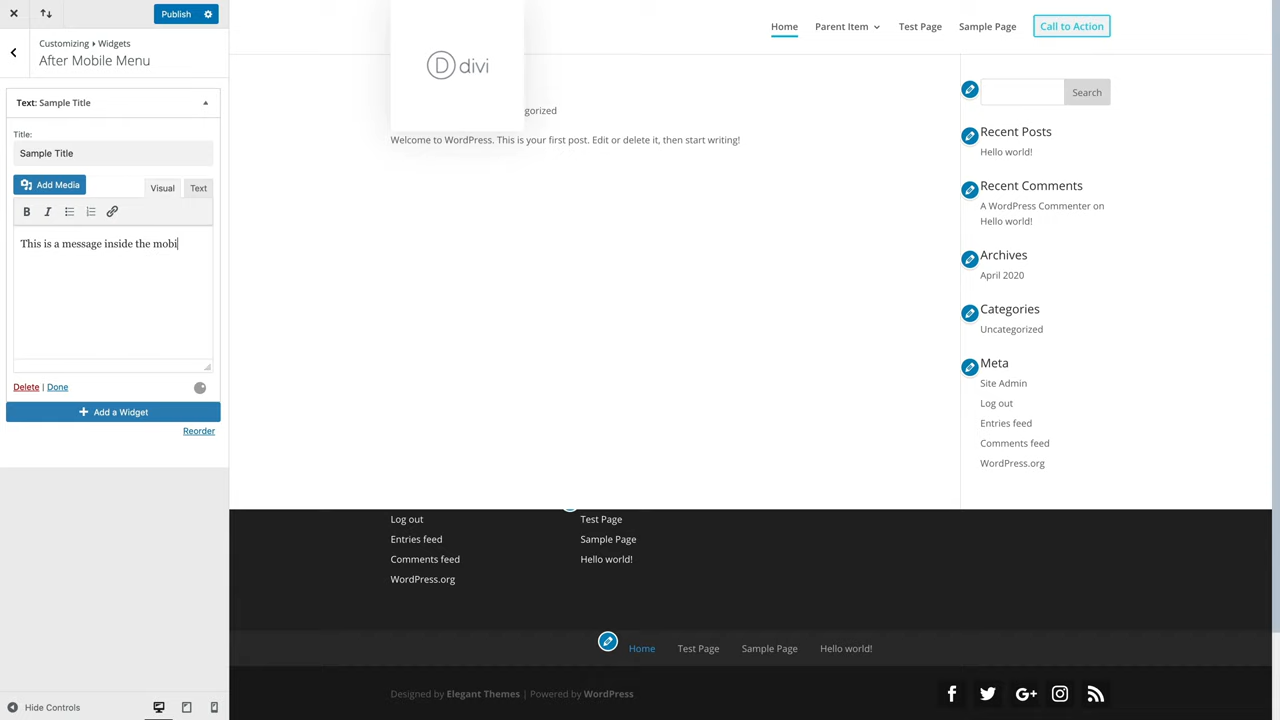 Publish
Customizing ▸ Widgets
After Mobile Menu
Text: Sample Title
Title:
Sample Title
Add Media
Visual
Text
B I
This is a message inside the mobi
Delete | Done
Add a Widget
Reorder
Hide Controls
Home
Parent Item
Test Page
Sample Page
Call to Action
D divi
gorized
Welcome to WordPress. This is your first post. Edit or delete it, then start writing!
Search
Recent Posts
Hello world!
Recent Comments
A WordPress Commenter on
Hello world!
Archives
April 2020
Categories
Uncategorized
Meta
Site Admin
Log out
Entries feed
Comments feed
WordPress.org
Log out
Entries feed
Comments feed
WordPress.org
Test Page
Sample Page
Hello world!
Home
Test Page
Sample Page
Hello world!
Designed by Elegant Themes | Powered by WordPress